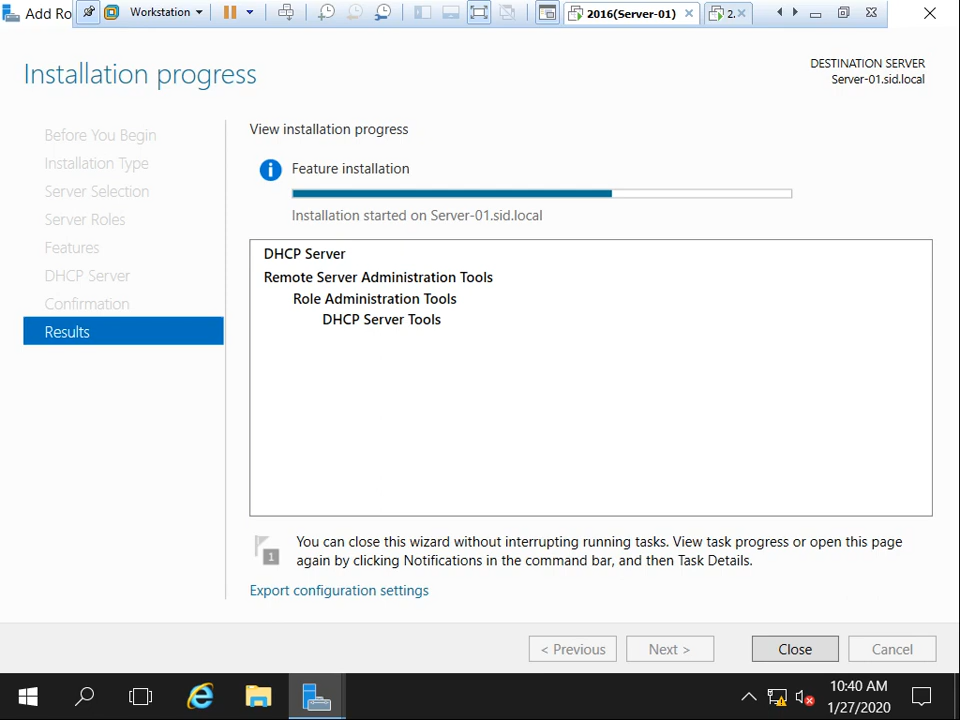 Add Ro
Workstation
2016(Server-01)
2.
Installation progress
DESTINATION SERVER
Server-01.sid.local
Before You Begin
Installation Type
Server Selection
Server Roles
Features
DHCP Server
Confirmation
Results
View installation progress
Feature installation
Installation started on Server-01.sid.local
DHCP Server
Remote Server Administration Tools
Role Administration Tools
DHCP Server Tools
1
You can close this wizard without interrupting running tasks. View task progress or open this page
again by clicking Notifications in the command bar, and then Task Details.
Export configuration settings
< Previous
Next >
Close
Cancel
10:40 AM
1/27/2020